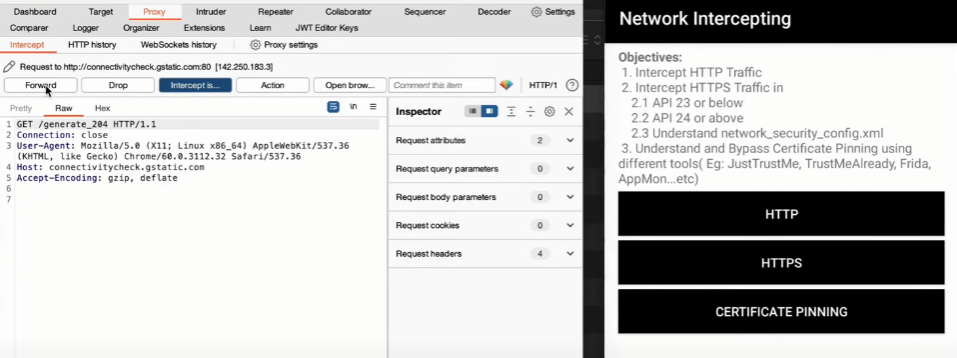 Dashboard Target Proxy Intruder Repeater Collaborator Sequencer Decoder Settings
Comparer Logger Organizer Extensions Learn JWT Editor Keys
Intercept HTTP history WebSockets history Proxy settings
Request to http://connectivitycheck.gstatic.com:80 [142.250.183.3]
Forward Drop Intercept is... Action Open brow... Comment this item HTTP/1 ?
Pretty Raw Hex \n
1 GET /generate_204 HTTP/1.1
2 Connection: close
3 User-Agent: Mozilla/5.0 (X11; Linux x86_64) AppleWebKit/537.36
(KHTML, like Gecko) Chrome/60.0.3112.32 Safari/537.36
4 Host: connectivitycheck.gstatic.com
5 Accept-Encoding: gzip, deflate
6
7
Inspector
Request attributes 2
Request query parameters 0
Request body parameters 0
Request cookies 0
Request headers 4
Network Intercepting
Objectives:
1. Intercept HTTP Traffic
2. Intercept HTTPS Traffic in
2.1 API 23 or below
2.2 API 24 or above
2.3 Understand network_security_config.xml
3. Understand and Bypass Certificate Pinning using
different tools( Eg: JustTrustMe, TrustMeAlready, Frida,
AppMon...etc)
HTTP
HTTPS
CERTIFICATE PINNING